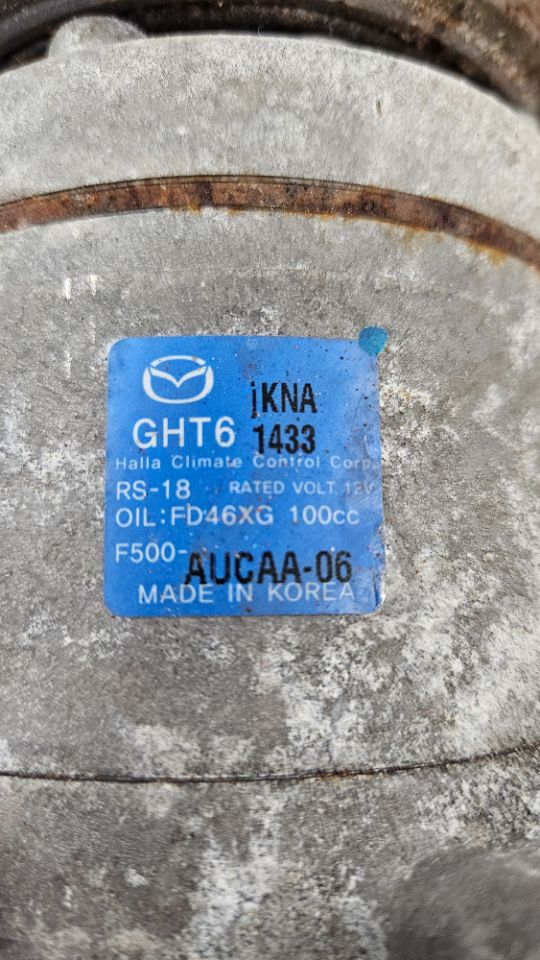 jKNA
GHT6 1433
Halla Climate Control Corp.
RS-18 RATED VOLT 12V
OIL:FD46XG 100cc
F500-AUCAA-06
MADE IN KOREA